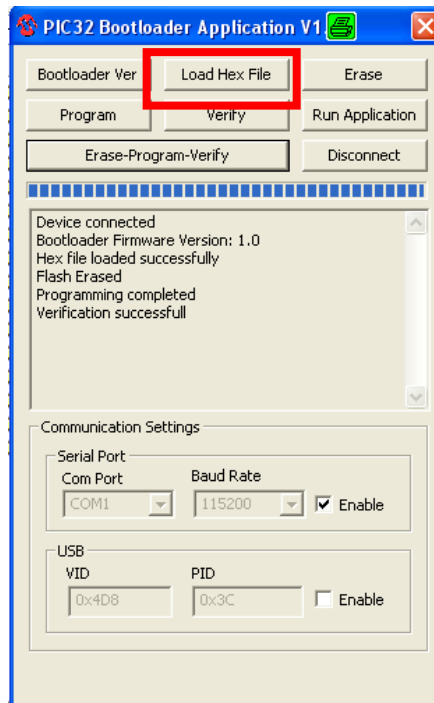 PIC32 Bootloader Application V1.
Bootloader Ver Load Hex File Erase
Program Verify Run Application
Erase-Program-Verify Disconnect
Device connected
Bootloader Firmware Version: 1.0
Hex file loaded successfully
Flash Erased
Programming completed
Verification successfull
Communication Settings
Serial Port
Com Port Baud Rate
COM1 115200 Enable
USB
VID PID
0x4D8 0x3C Enable